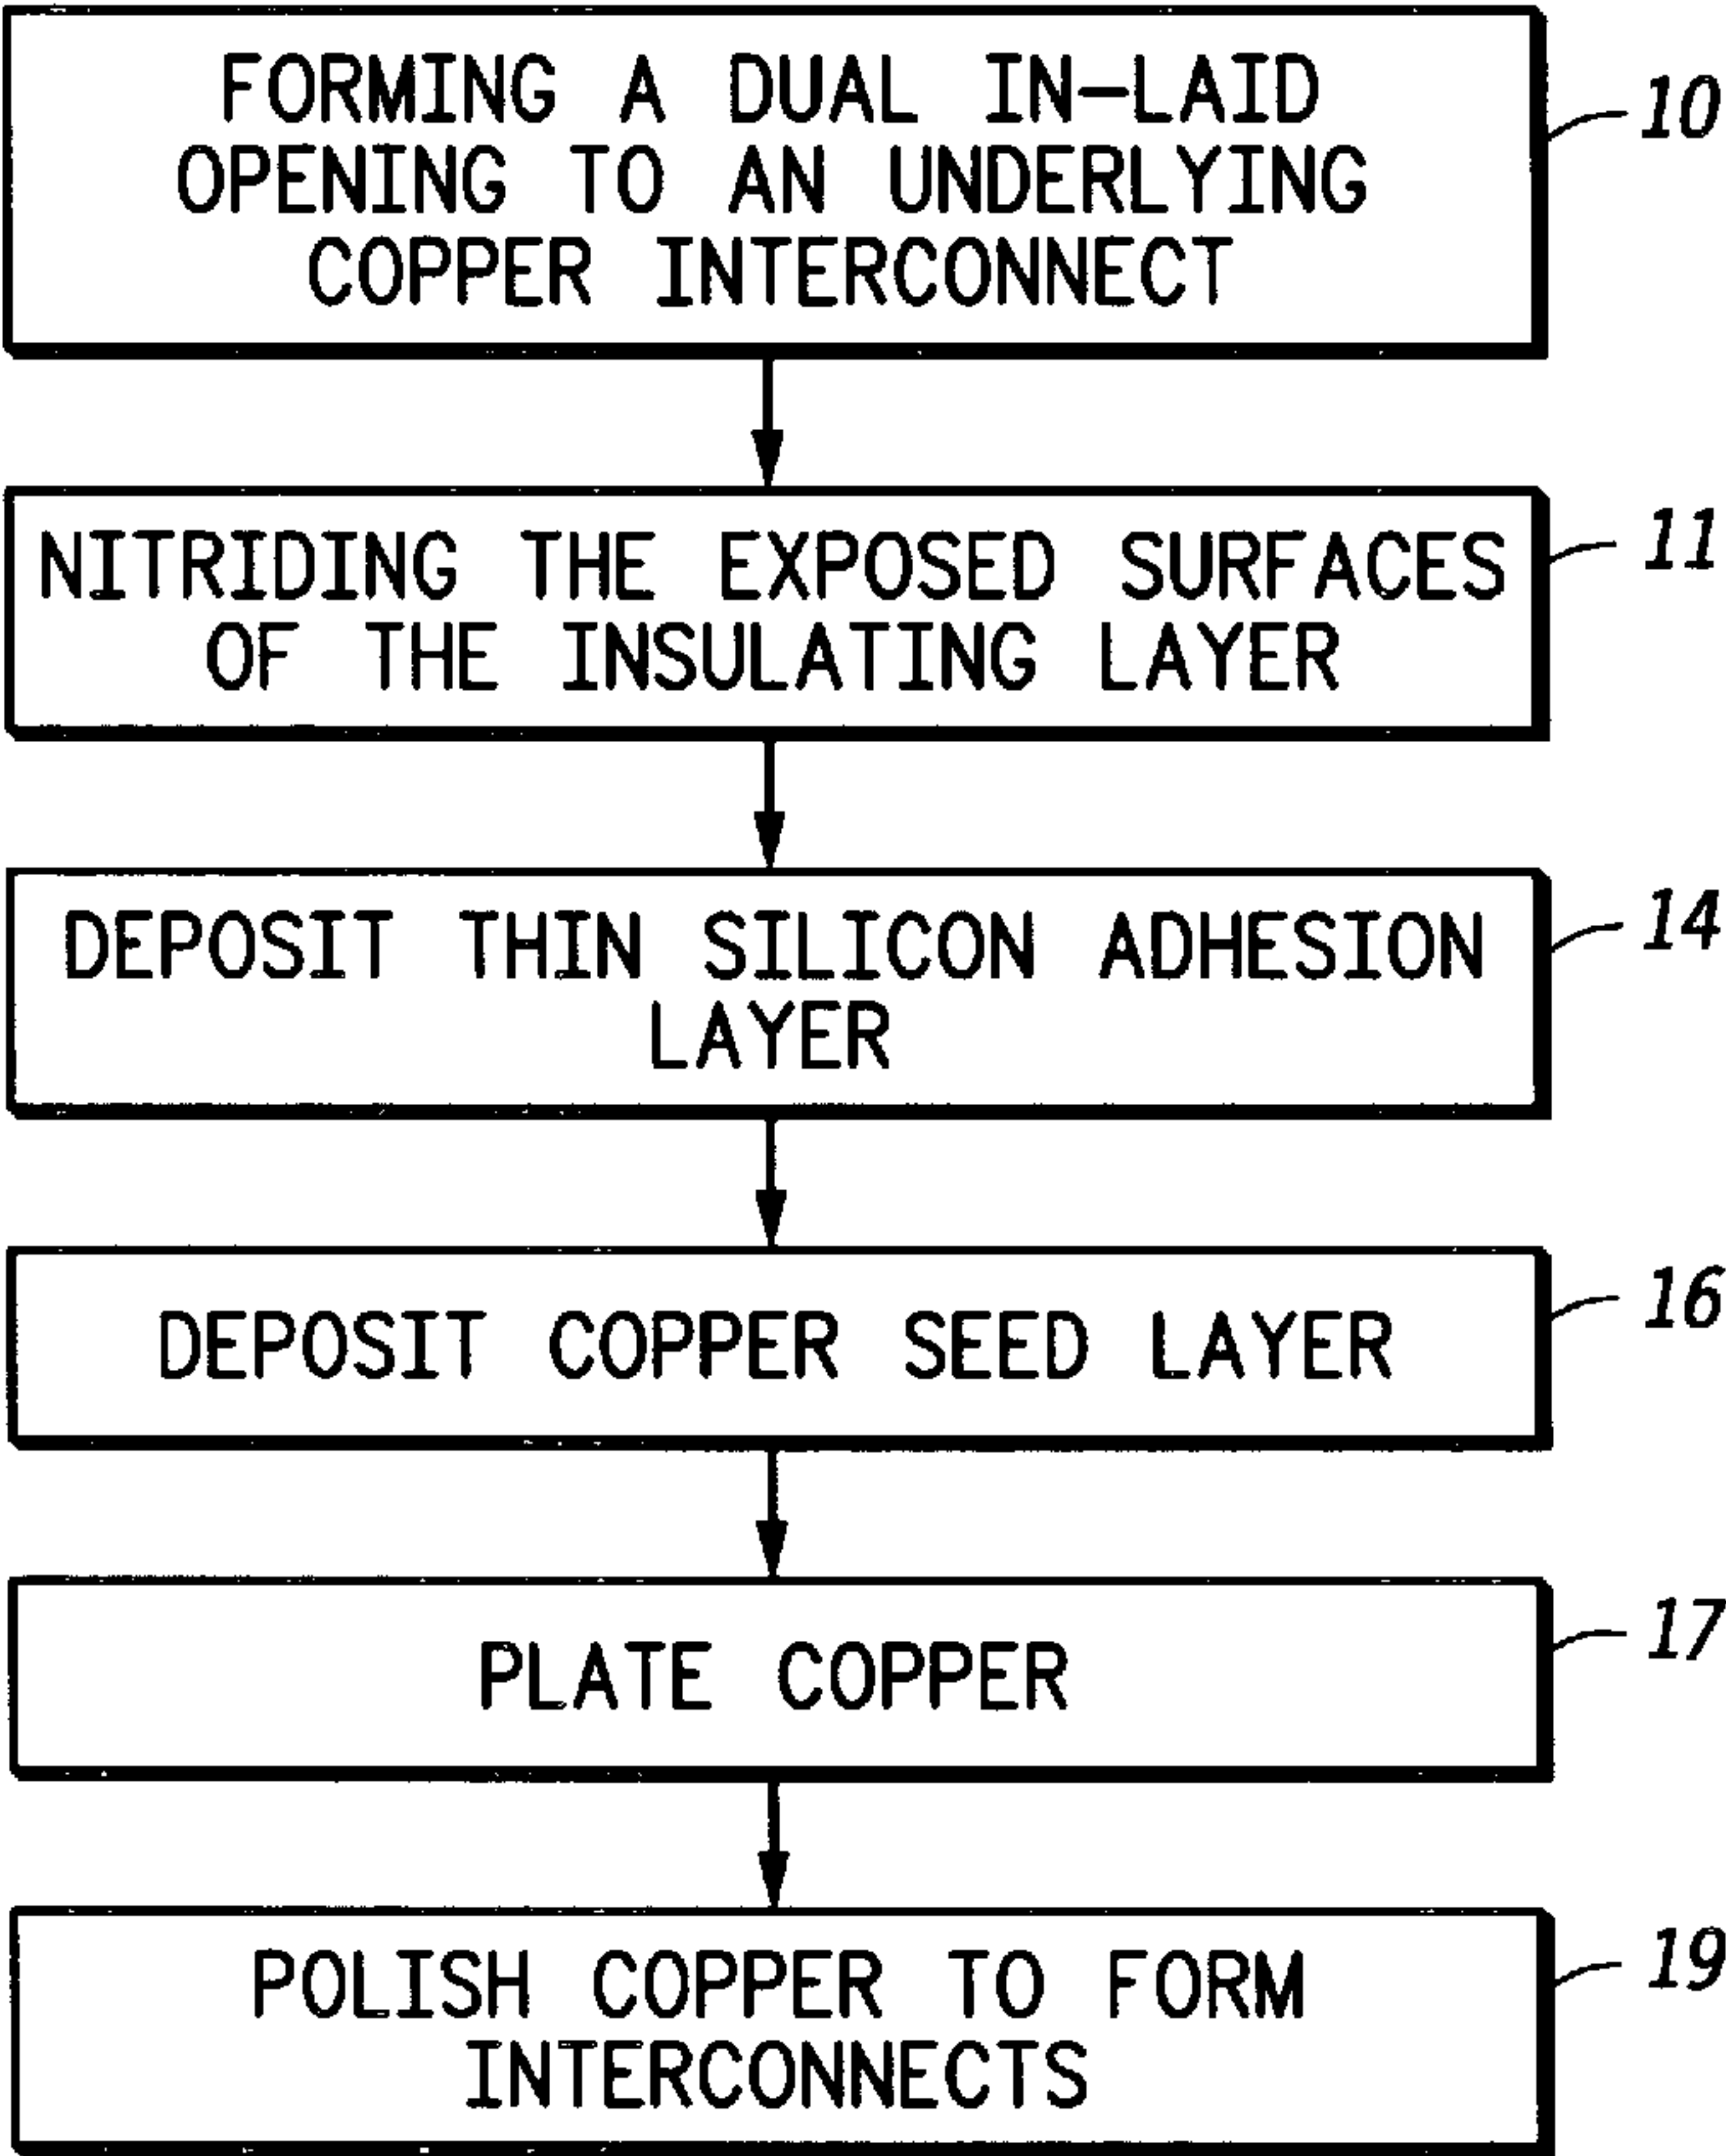 FORMING A DUAL IN-LAID
OPENING TO AN UNDERLYING
COPPER INTERCONNECT
10
NITRIDING THE EXPOSED SURFACES
OF THE INSULATING LAYER
11
DEPOSIT THIN SILICON ADHESION
LAYER
14
DEPOSIT COPPER SEED LAYER
16
PLATE COPPER
17
POLISH COPPER TO FORM
INTERCONNECTS
19